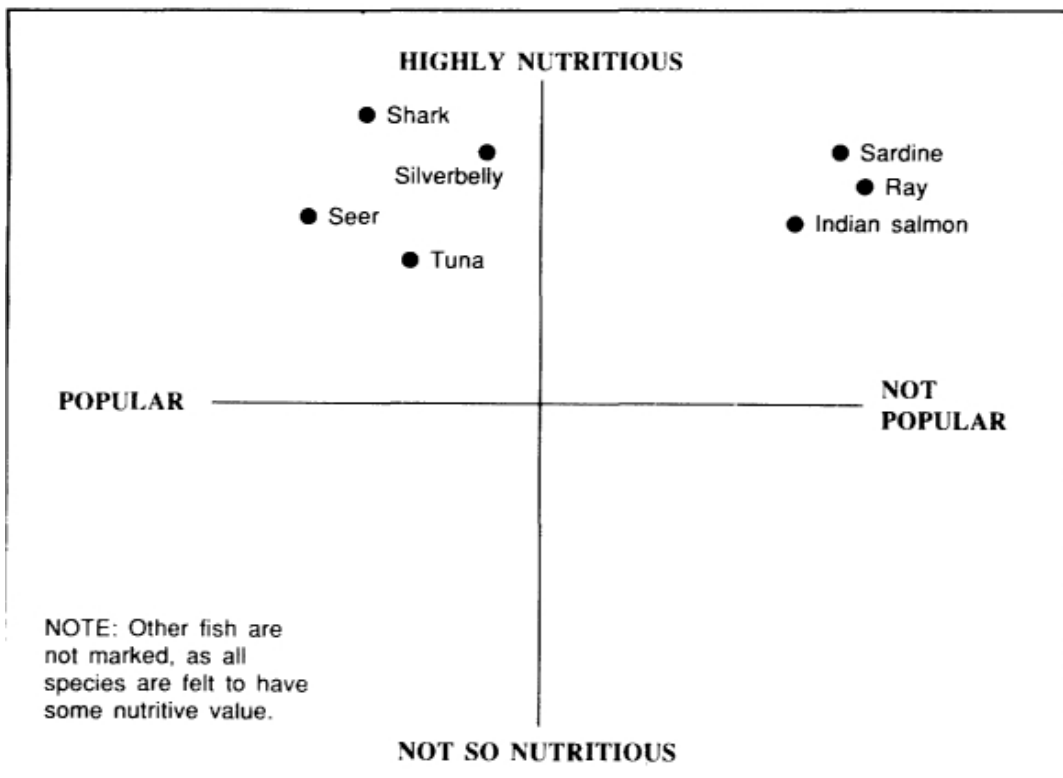 HIGHLY NUTRITIOUS
Shark
Silverbelly
Sardine
Ray
Seer
Indian salmon
Tuna
POPULAR
NOT
POPULAR
NOTE: Other fish are
not marked, as all
species are felt to have
some nutritive value.
NOT SO NUTRITIOUS